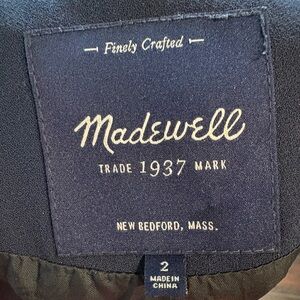 Finely Crafted
Madewell
TRADE 1937 MARK
NEW BEDFORD, MASS.
2
MADE IN
CHINA